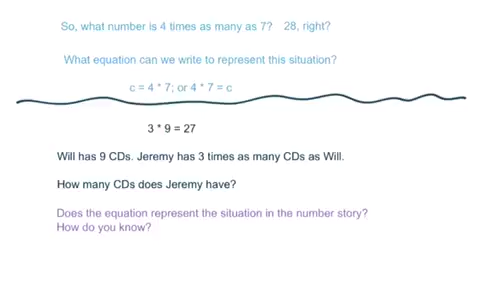 So, what number is 4 times as many as 7? 28, right?
What equation can we write to represent this situation?
c = 4 * 7; or 4 * 7 = c
3 * 9 = 27
Will has 9 CDs. Jeremy has 3 times as many CDs as Will.
How many CDs does Jeremy have?
Does the equation represent the situation in the number story?
How do you know?